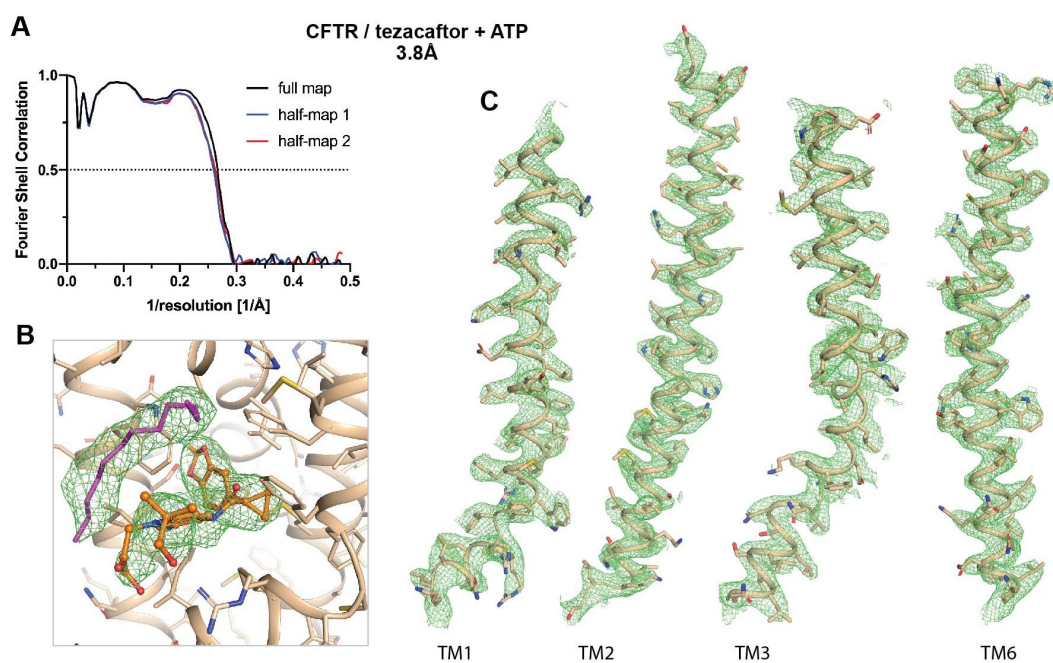 A
CFTR / tezacaftor + ATP
3.8Å
1.0
0.5
0.0
Fourier Shell Correlation
0.0 0.1 0.2 0.3 0.4 0.5
1/resolution [1/Å]
full map
half-map 1
half-map 2
B
C
TM1 TM2 TM3 TM6